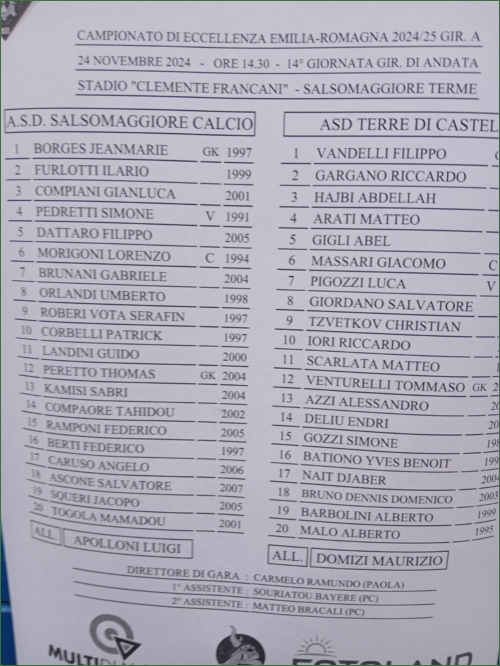 CAMPIONATO DI ECCELLENZA EMILIA-ROMAGNA 2024/25 GIR. A
24 NOVEMBRE 2024 - ORE 14.30 - 14° GIORNATA GIR. DI ANDATA
STADIO "CLEMENTE FRANCANI" - SALSOMAGGIORE TERME
A.S.D. SALSOMAGGIORE CALCIO
1 BORGES JEANMARIE GK 1997
2 FURLOTTI ILARIO 1999
3 COMPIANI GIANLUCA 2001
4 PEDRETTI SIMONE V 1991
5 DATTARO FILIPPO 2005
6 MORIGONI LORENZO C 1994
7 BRUNANI GABRIELE 2004
8 ORLANDI UMBERTO 1998
9 ROBERI VOTA SERAFIN 1997
10 CORBELLI PATRICK 1997
11 LANDINI GUIDO 2000
12 PERETTO THOMAS GK 2004
13 KAMISI SABRI 2004
14 COMPAORE TAHIDOU 2002
15 RAMPONI FEDERICO 2005
16 BERTI FEDERICO 1997
17 CARUSO ANGELO 2006
18 ASCONE SALVATORE 2007
19 SQUERI JACOPO 2005
20 TOGOLA MAMADOU 2001
ALL. APOLLONI LUIGI
ASD TERRE DI CASTEL
1 VANDELLI FILIPPO
2 GARGANO RICCARDO
3 HAJBI ABDELLAH
4 ARATI MATTEO
5 GIGLI ABEL
6 MASSARI GIACOMO C
7 PIGOZZI LUCA V
8 GIORDANO SALVATORE
9 TZVETKOV CHRISTIAN
10 IORI RICCARDO
11 SCARLATA MATTEO
12 VENTURELLI TOMMASO GK
13 AZZI ALESSANDRO
14 DELIU ENDRI
15 GOZZI SIMONE
16 BATIONO YVES BENOIT
17 NAIT DJABER
18 BRUNO DENNIS DOMENICO 2003
19 BARBOLINI ALBERTO 1999
20 MALO ALBERTO 1995
ALL. DOMIZI MAURIZIO
DIRETTORE DI GARA : CARMELO RAMUNDO (PAOLA)
1° ASSISTENTE : SOURIATOU BAYERE (PC)
2° ASSISTENTE : MATTEO BRACALI (PC)